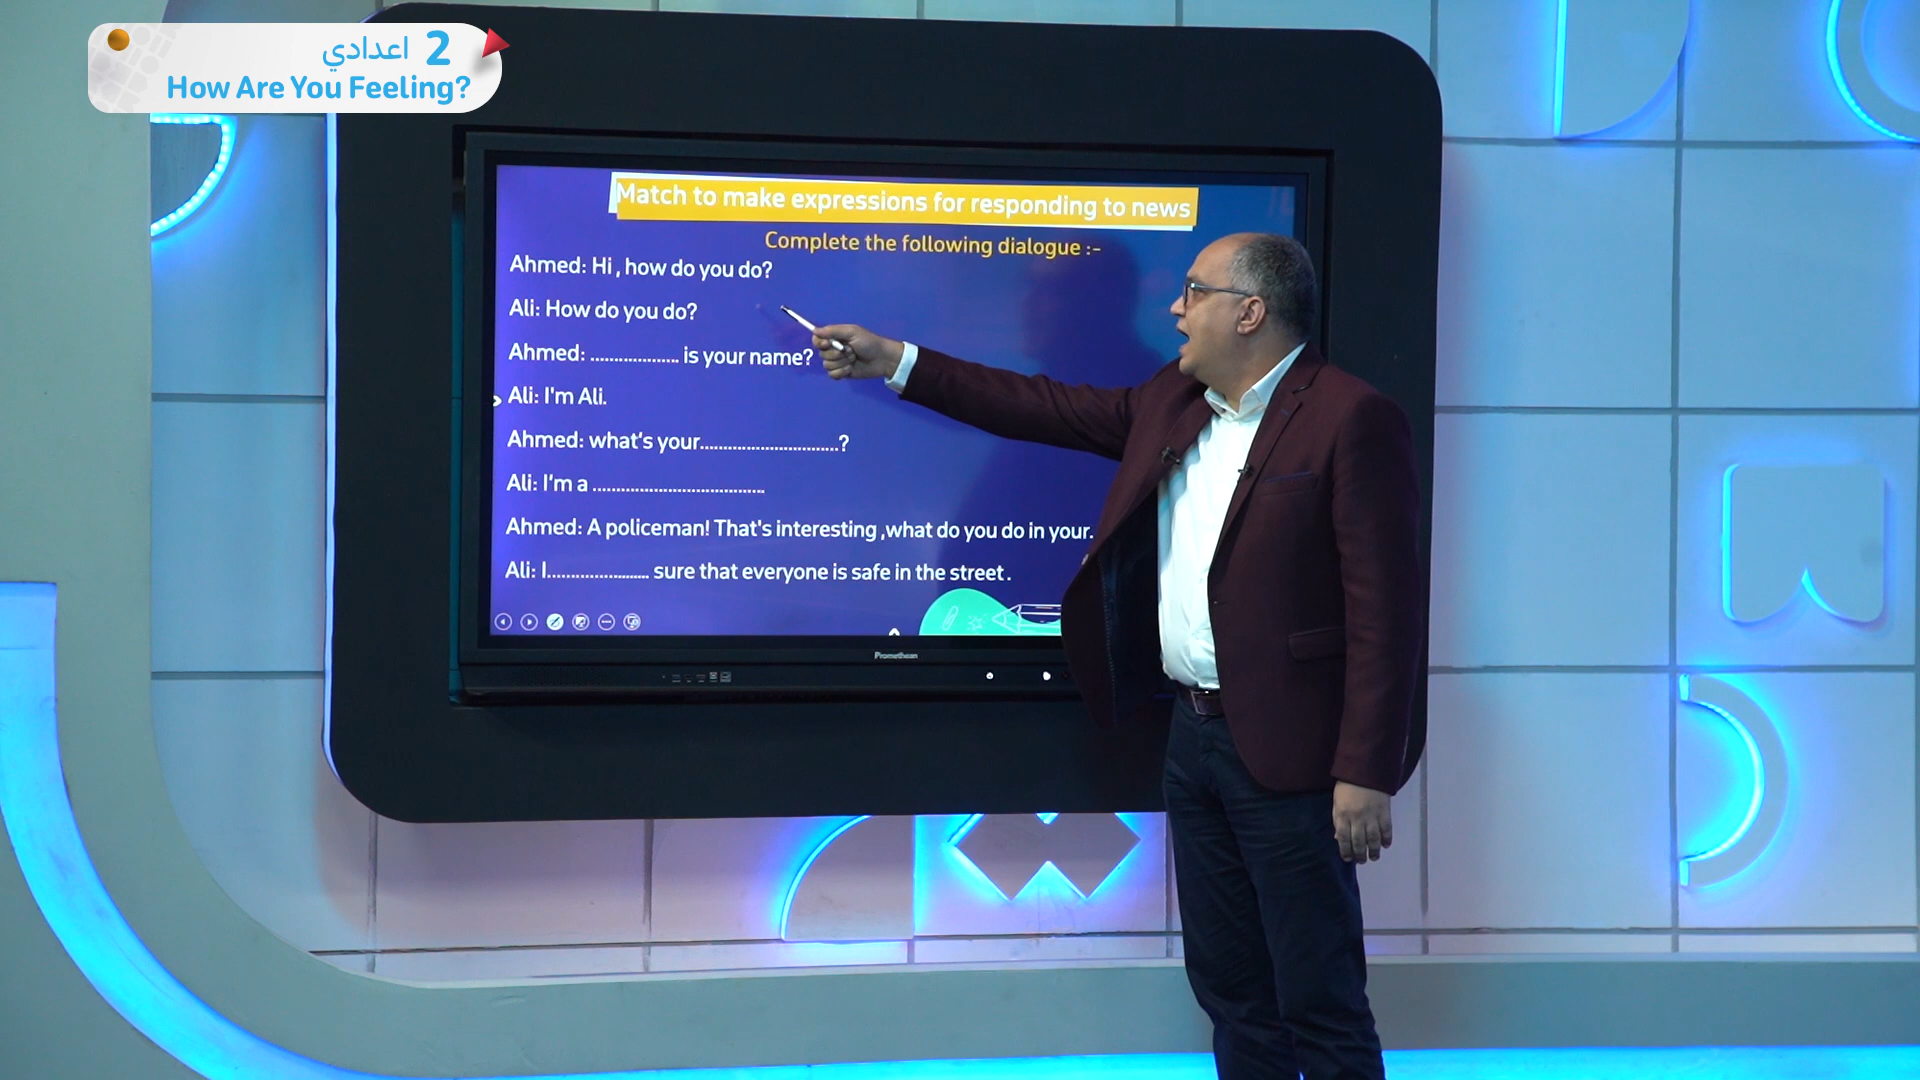 2 اعدادي
How Are You Feeling?
Match to make expressions for responding to news
Complete the following dialogue :-
Ahmed: Hi , how do you do?
Ali: How do you do?
Ahmed: ................... is your name?
Ali: I'm Ali.
Ahmed: what's your.............................?
Ali: I'm a ....................................
Ahmed: A policeman! That's interesting ,what do you do in your.
Ali: I...................... sure that everyone is safe in the street .
Promethean